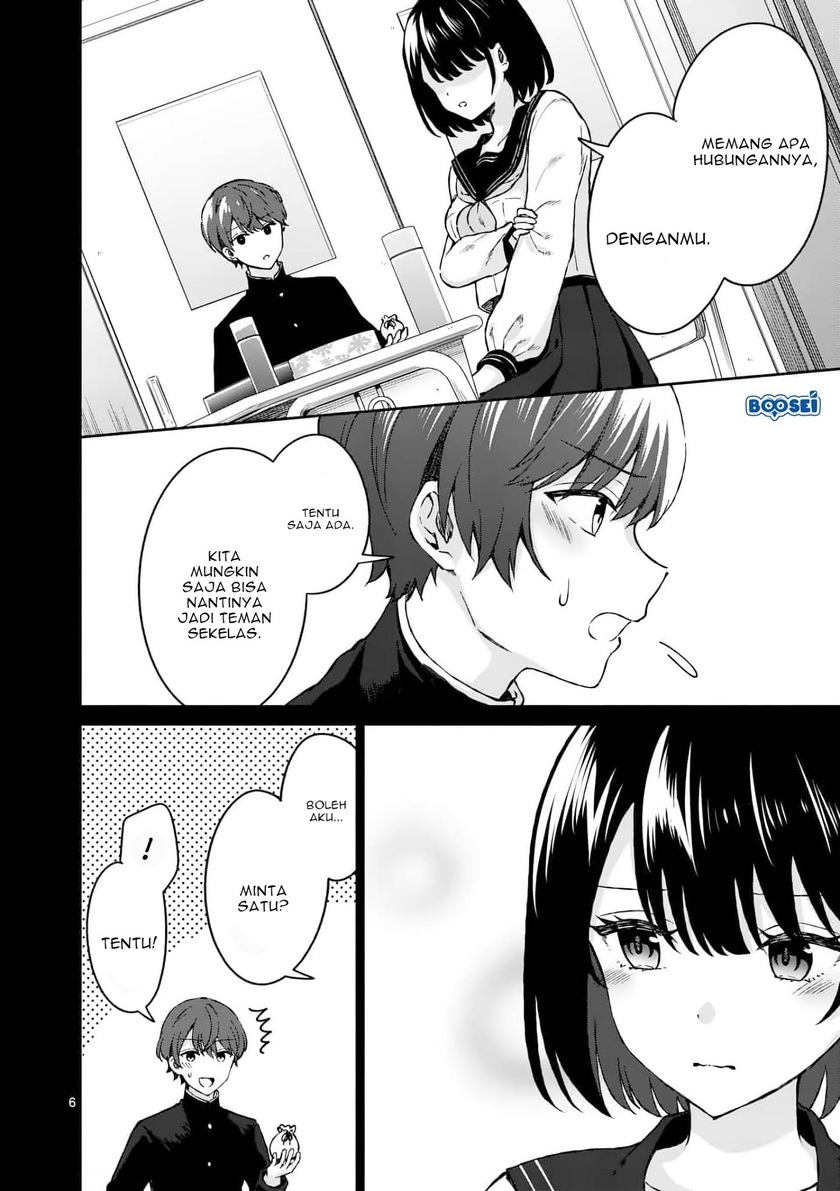 MEMANG APA
HUBUNGANNYA,
DENGANMU.
BOOSEI
TENTU
SAJA ADA.
KITA
MUNGKIN
SAJA BISA
NANTINYA
JADI TEMAN
SEKELAS.
BOLEH
AKU...
MINTA
SATU?
!
TENTU!
6